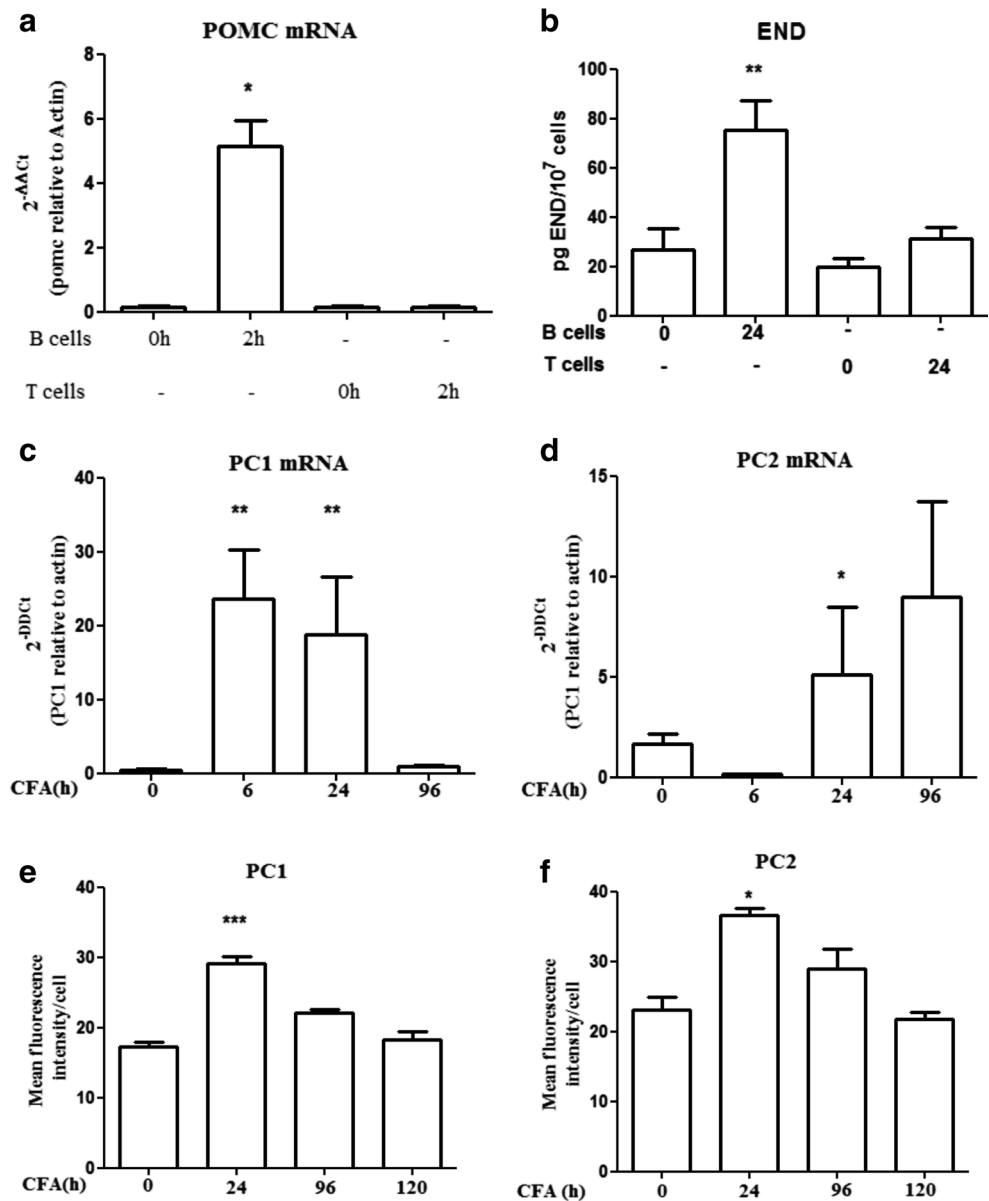 a
POMC mRNA
2^-ΔΔCt
(pomc relative to Actin)
8
6
4
2
0
*
B cells 0h 2h - -
T cells - - 0h 2h
b
END
pg END/10^7 cells
100
80
60
40
20
0
**
B cells 0 24 - -
T cells - - 0 24
c
PC1 mRNA
2^-DDCt
(PC1 relative to actin)
40
30
20
10
0
** **
CFA(h) 0 6 24 96
d
PC2 mRNA
2^-DDCt
(PC1 relative to actin)
15
10
5
0
*
CFA(h) 0 6 24 96
e
PC1
Mean fluorescence
intensity/cell
40
30
20
10
0
***
CFA(h) 0 24 96 120
f
PC2
Mean fluorescence
intensity/cell
40
30
20
10
0
*
CFA (h) 0 24 96 120